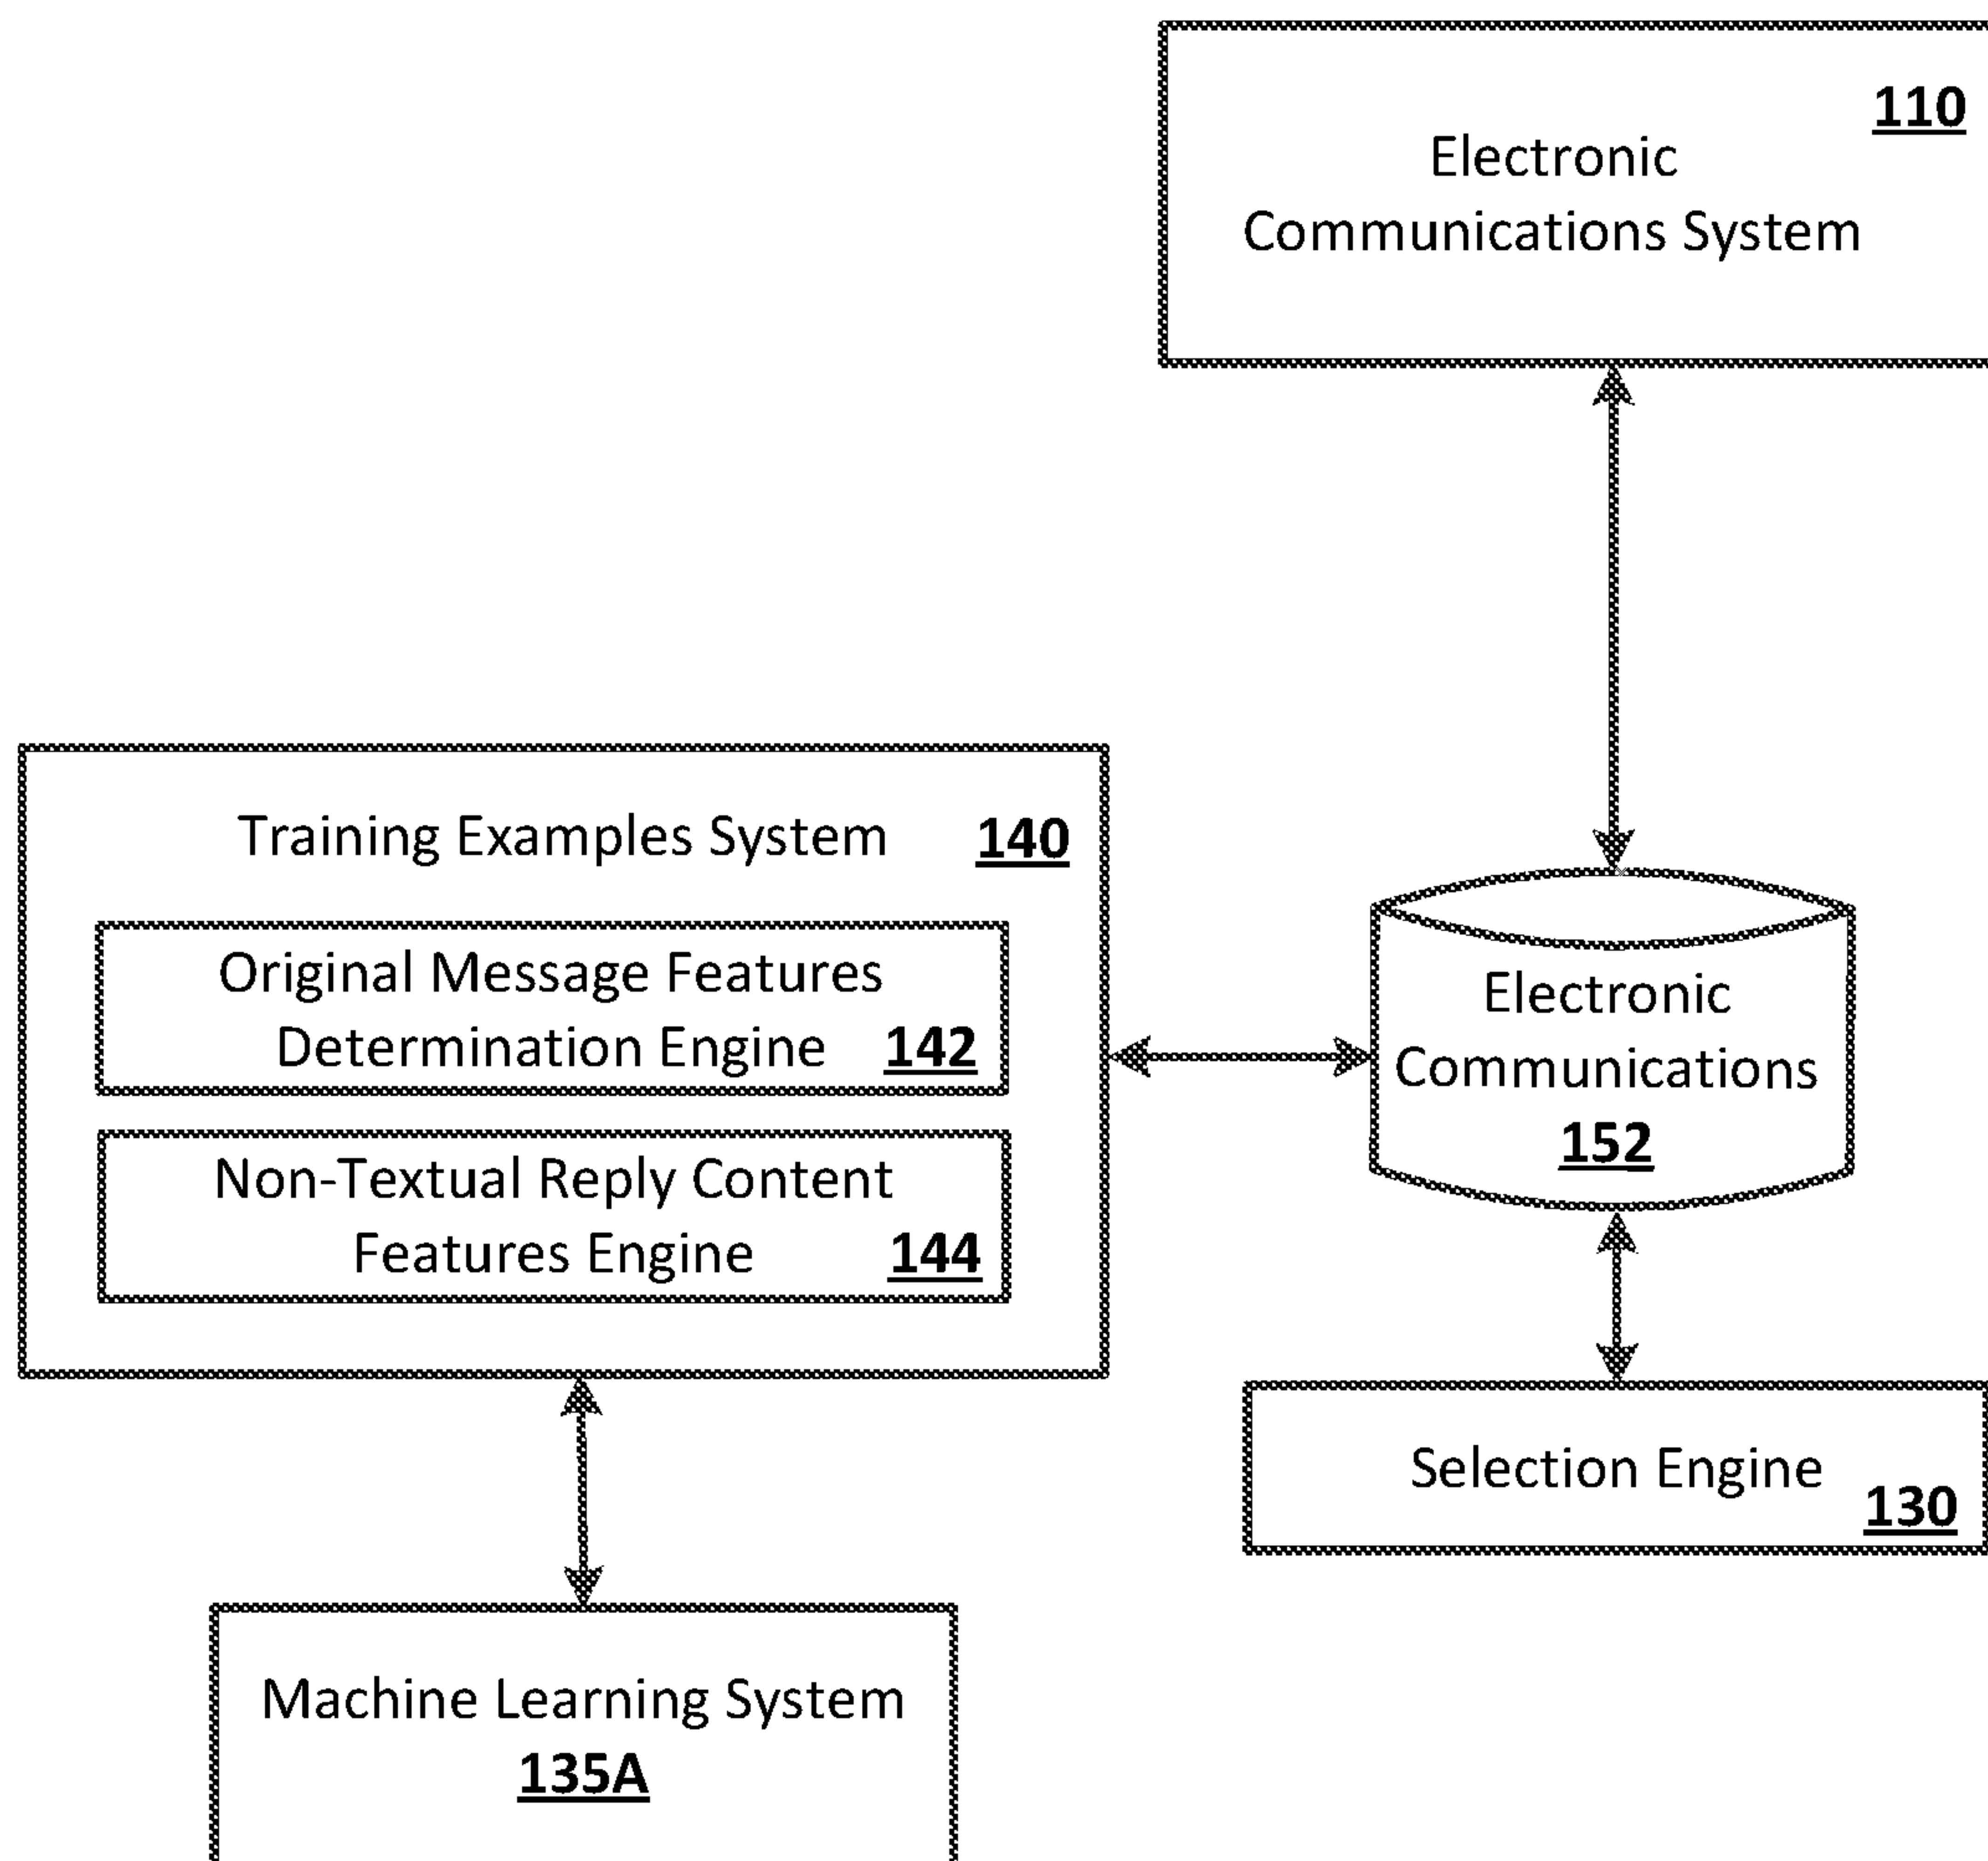 110
Electronic
Communications System
Training Examples System 140
Original Message Features
Determination Engine 142
Non-Textual Reply Content
Features Engine 144
Electronic
Communications
152
Selection Engine
130
Machine Learning System
135A